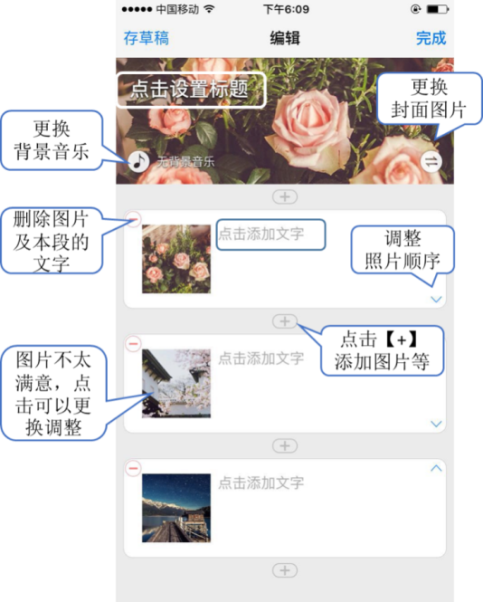 中国移动 下午6:09
存草稿 编辑 完成
点击设置标题
更换
封面图片
更换
背景音乐
无背景音乐
删除图片
及本段的
文字
点击添加文字
调整
照片顺序
点击【+】
添加图片等
图片不太
满意，点
击可以更
换调整
点击添加文字
点击添加文字